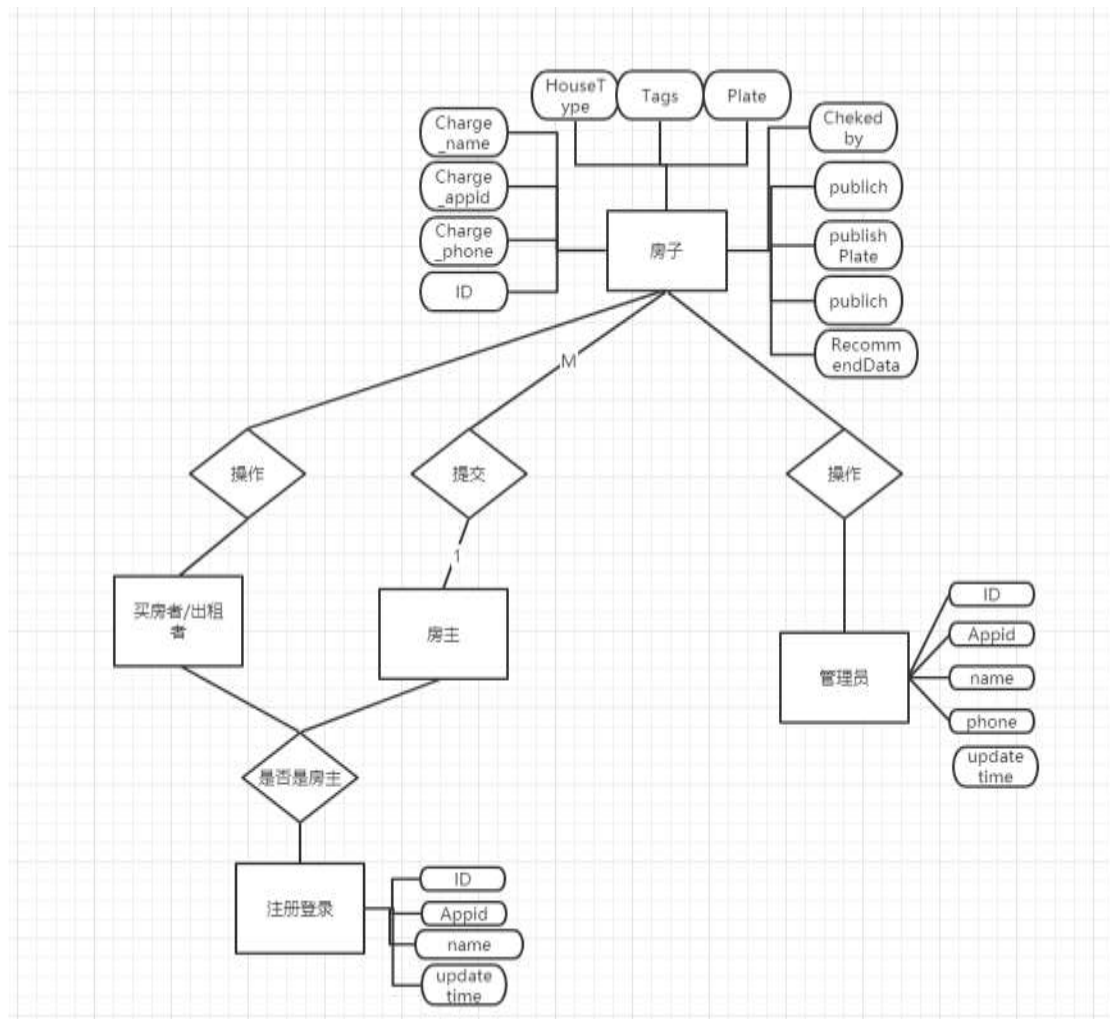 HouseT
ype
Tags
Plate
Charge
_name
Charge
_appid
Charge
_phone
ID
Cheked
by
publich
publish
Plate
publich
Recomm
endData
房子
M
操作
提交
操作
1
买房者/出租
者
房主
管理员
ID
Appid
name
phone
update
time
是否是房主
注册登录
ID
Appid
name
update
time